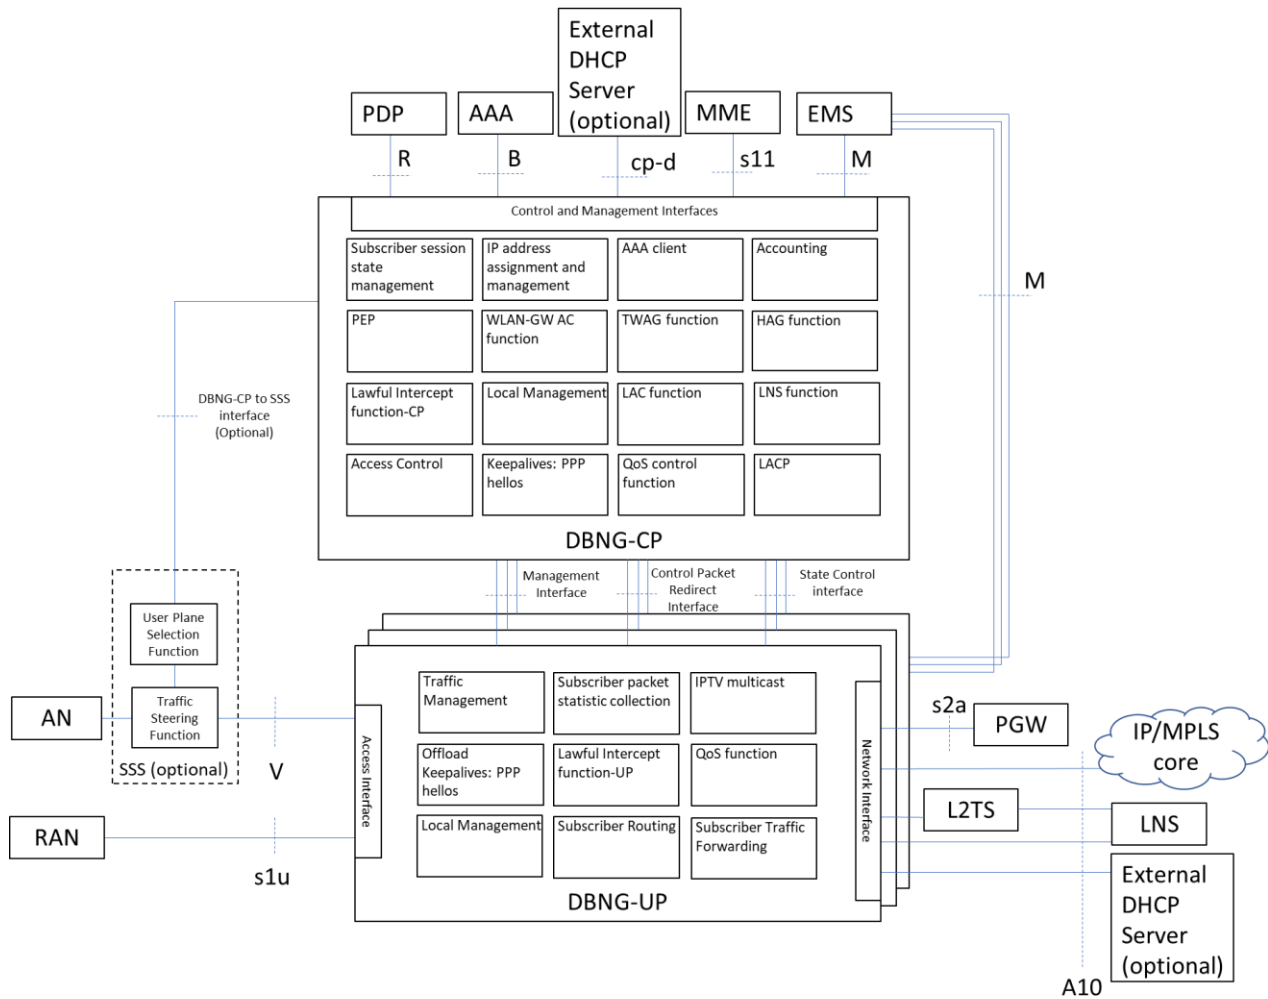 External
DHCP
Server
(optional)
PDP
AAA
MME
EMS
R
B
cp-d
s11
M
Control and Management Interfaces
Subscriber session
state
management
IP address
assignment and
management
AAA client
Accounting
M
PEP
WLAN-GW AC
function
TWAG function
HAG function
DBNG-CP to SSS
interface
(Optional)
Lawful Intercept
function-CP
Local Management
LAC function
LNS function
Access Control
Keepalives: PPP
hellos
QoS control
function
LACP
DBNG-CP
Management
Interface
Control Packet
Redirect
Interface
State Control
interface
User Plane
Selection
Function
Traffic
Steering
Function
SSS (optional)
AN
V
RAN
s1u
Access Interface
Traffic
Management
Subscriber packet
statistic collection
IPTV multicast
Offload
Keepalives: PPP
hellos
Lawful Intercept
function-UP
QoS function
Local Management
Subscriber Routing
Subscriber Traffic
Forwarding
DBNG-UP
Network Interface
s2a
PGW
IP/MPLS
core
L2TS
LNS
External
DHCP
Server
(optional)
A10